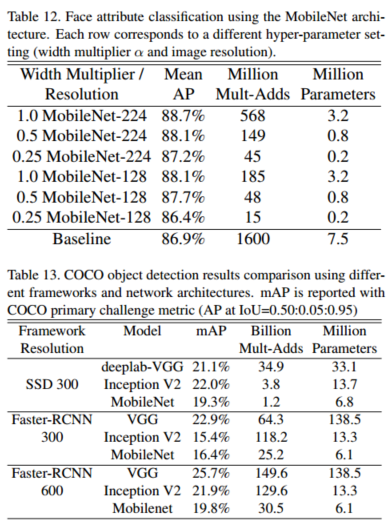 Table 12. Face attribute classification using the MobileNet archi-
tecture. Each row corresponds to a different hyper-parameter set-
ting (width multiplier α and image resolution).
Width Multiplier / Mean Million Million
Resolution AP Mult-Adds Parameters
1.0 MobileNet-224 88.7% 568 3.2
0.5 MobileNet-224 88.1% 149 0.8
0.25 MobileNet-224 87.2% 45 0.2
1.0 MobileNet-128 88.1% 185 3.2
0.5 MobileNet-128 87.7% 48 0.8
0.25 MobileNet-128 86.4% 15 0.2
Baseline 86.9% 1600 7.5
Table 13. COCO object detection results comparison using differ-
ent frameworks and network architectures. mAP is reported with
COCO primary challenge metric (AP at IoU=0.50:0.05:0.95)
Framework Model mAP Billion Million
Resolution Mult-Adds Parameters
deeplab-VGG 21.1% 34.9 33.1
SSD 300 Inception V2 22.0% 3.8 13.7
MobileNet 19.3% 1.2 6.8
Faster-RCNN VGG 22.9% 64.3 138.5
300 Inception V2 15.4% 118.2 13.3
MobileNet 16.4% 25.2 6.1
Faster-RCNN VGG 25.7% 149.6 138.5
600 Inception V2 21.9% 129.6 13.3
Mobilenet 19.8% 30.5 6.1